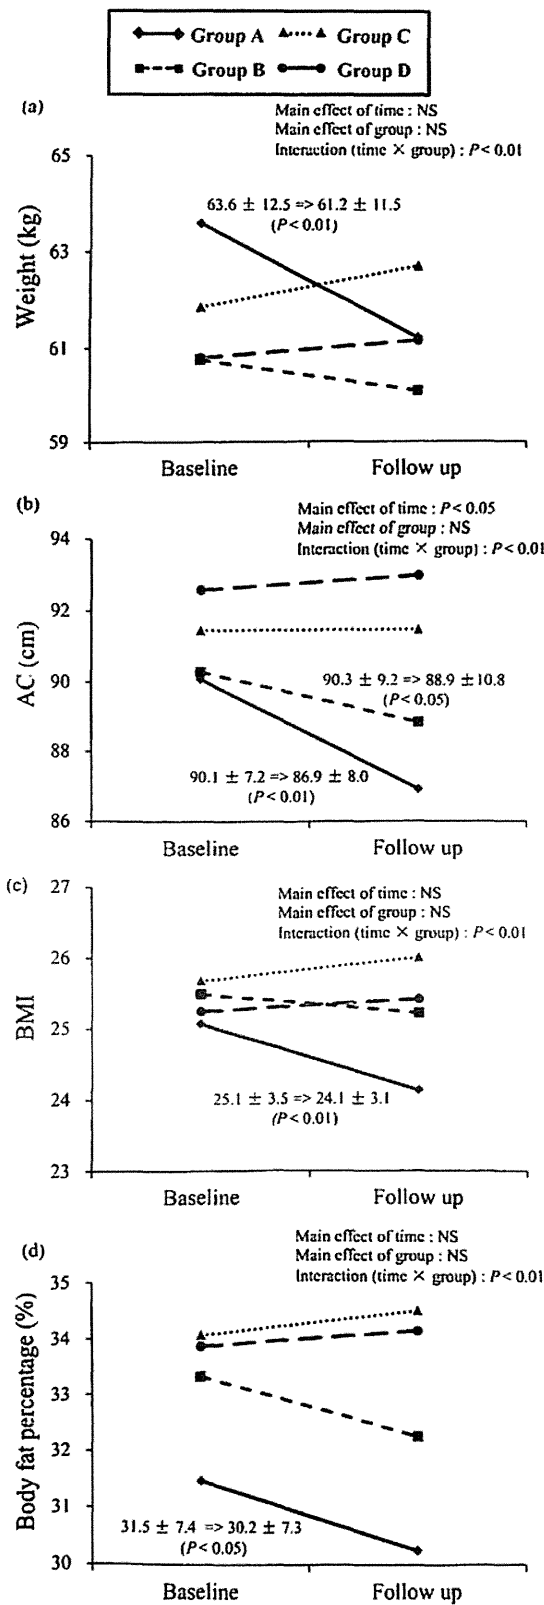 Group A
Group C
Group B
Group D
(a)
Main effect of time : NS
Main effect of group : NS
Interaction (time × group) : P < 0.01
65
63.6 ± 12.5 => 61.2 ± 11.5
(P < 0.01)
63
61
59
Weight (kg)
Baseline
Follow up
(b)
Main effect of time : P < 0.05
Main effect of group : NS
Interaction (time × group) : P < 0.01
94
92
90
90.3 ± 9.2 => 88.9 ± 10.8
(P < 0.05)
88
90.1 ± 7.2 => 86.9 ± 8.0
(P < 0.01)
86
AC (cm)
Baseline
Follow up
(c)
27
Main effect of time : NS
Main effect of group : NS
Interaction (time × group) : P < 0.01
26
25
24
25.1 ± 3.5 => 24.1 ± 3.1
(P < 0.01)
23
BMI
Baseline
Follow up
(d)
Main effect of time : NS
Main effect of group : NS
Interaction (time × group) : P < 0.01
35
34
33
32
31
31.5 ± 7.4 => 30.2 ± 7.3
(P < 0.05)
30
Body fat percentage (%)
Baseline
Follow up